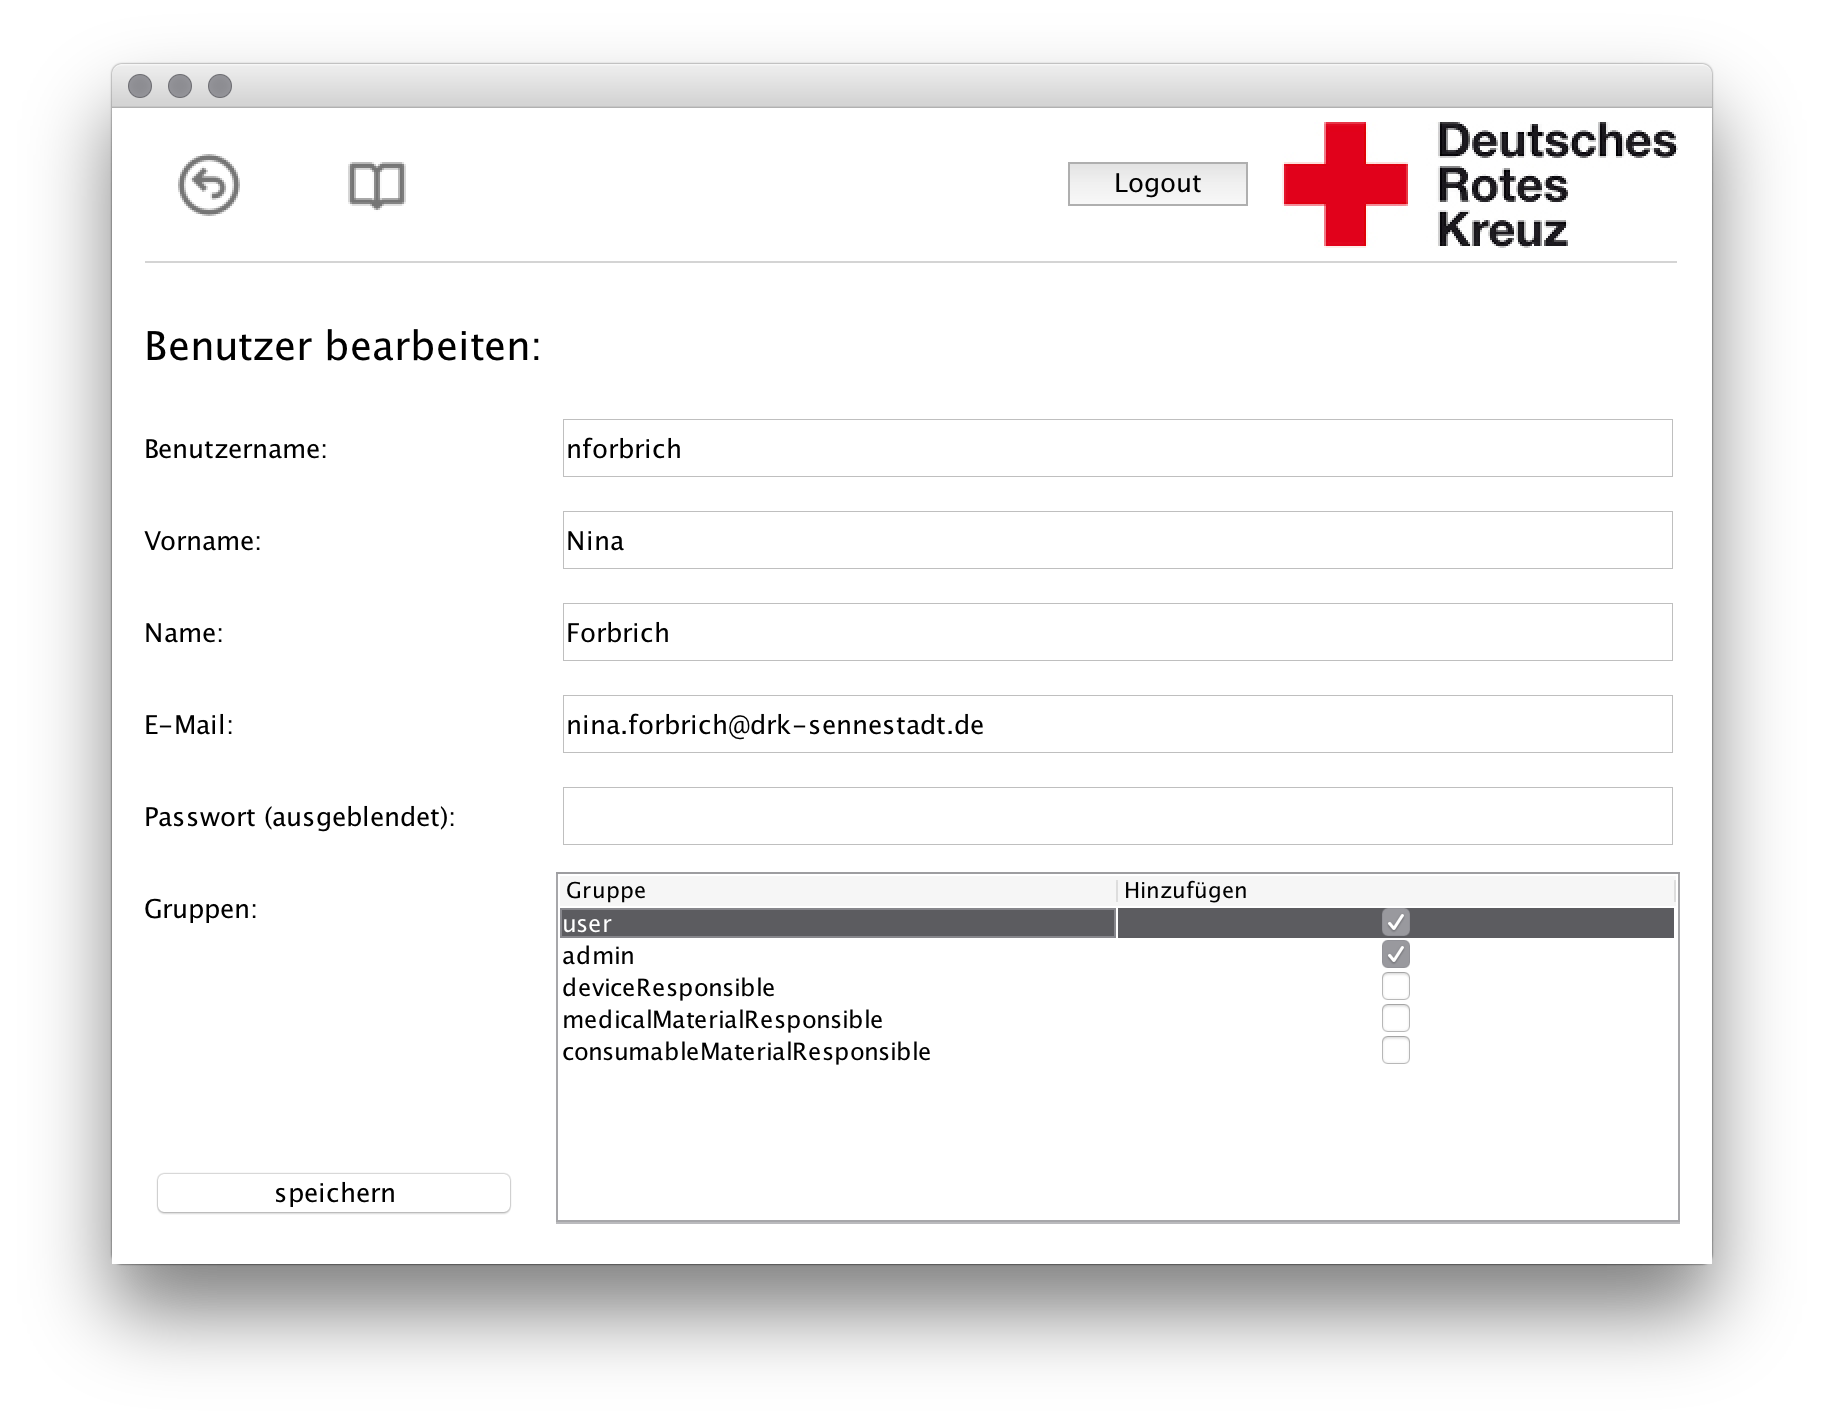 Logout
Deutsches
Rotes
Kreuz
Benutzer bearbeiten:
Benutzername: nforbrich
Vorname: Nina
Name: Forbrich
E-Mail: nina.forbrich@drk-sennestadt.de
Passwort (ausgeblendet):
Gruppen:
Gruppe Hinzufügen
user
admin
deviceResponsible
medicalMaterialResponsible
consumableMaterialResponsible
speichern